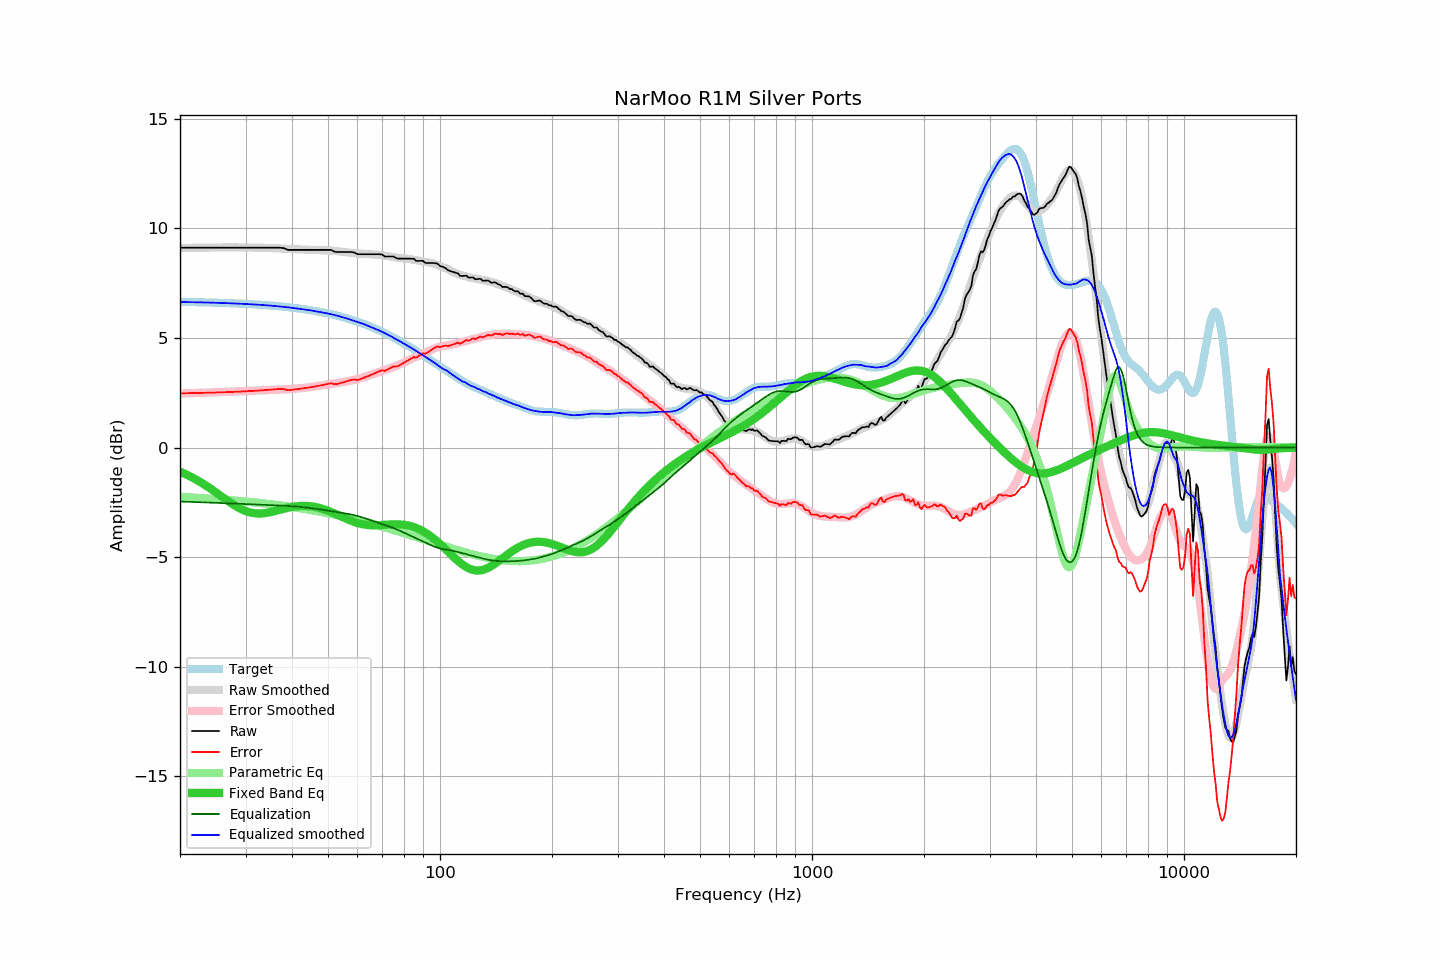 NarMoo R1M Silver Ports
15
10
5
0
−5
−10
−15
Amplitude (dBr)
Target
Raw Smoothed
Error Smoothed
Raw
Error
Parametric Eq
Fixed Band Eq
Equalization
Equalized smoothed
100
1000
10000
Frequency (Hz)